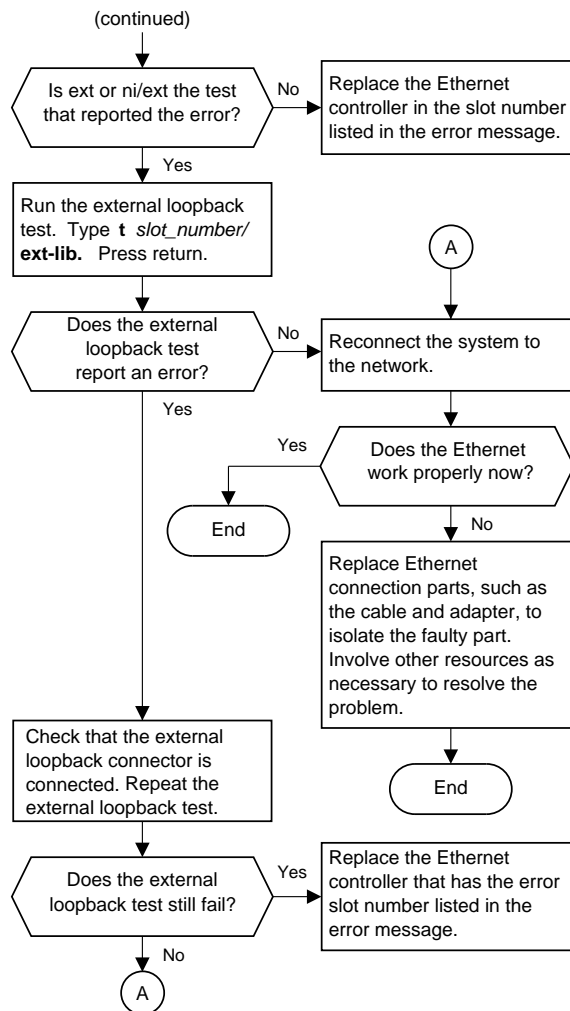 (continued)
Is ext or ni/ext the test
that reported the error?
No
Replace the Ethernet
controller in the slot number
listed in the error message.
Yes
Run the external loopback
test. Type t slot_number/
ext-lib. Press return.
A
Does the external
loopback test
report an error?
No
Reconnect the system to
the network.
Yes
Yes
Does the Ethernet
work properly now?
End
No
Replace Ethernet
connection parts, such as
the cable and adapter, to
isolate the faulty part.
Involve other resources as
necessary to resolve the
problem.
End
Check that the external
loopback connector is
connected. Repeat the
external loopback test.
Does the external
loopback test still fail?
Yes
Replace the Ethernet
controller that has the error
slot number listed in the
error message.
No
A